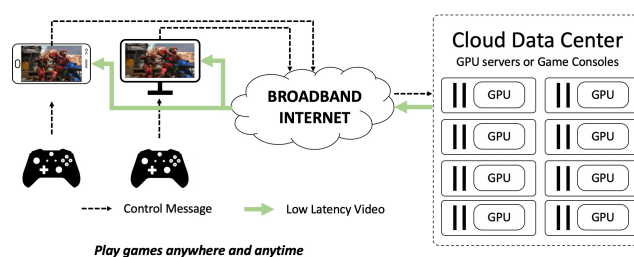 Cloud Data Center
GPU servers or Game Consoles
BROADBAND
INTERNET
GPU
GPU
GPU
GPU
GPU
GPU
GPU
GPU
Control Message
Low Latency Video
Play games anywhere and anytime